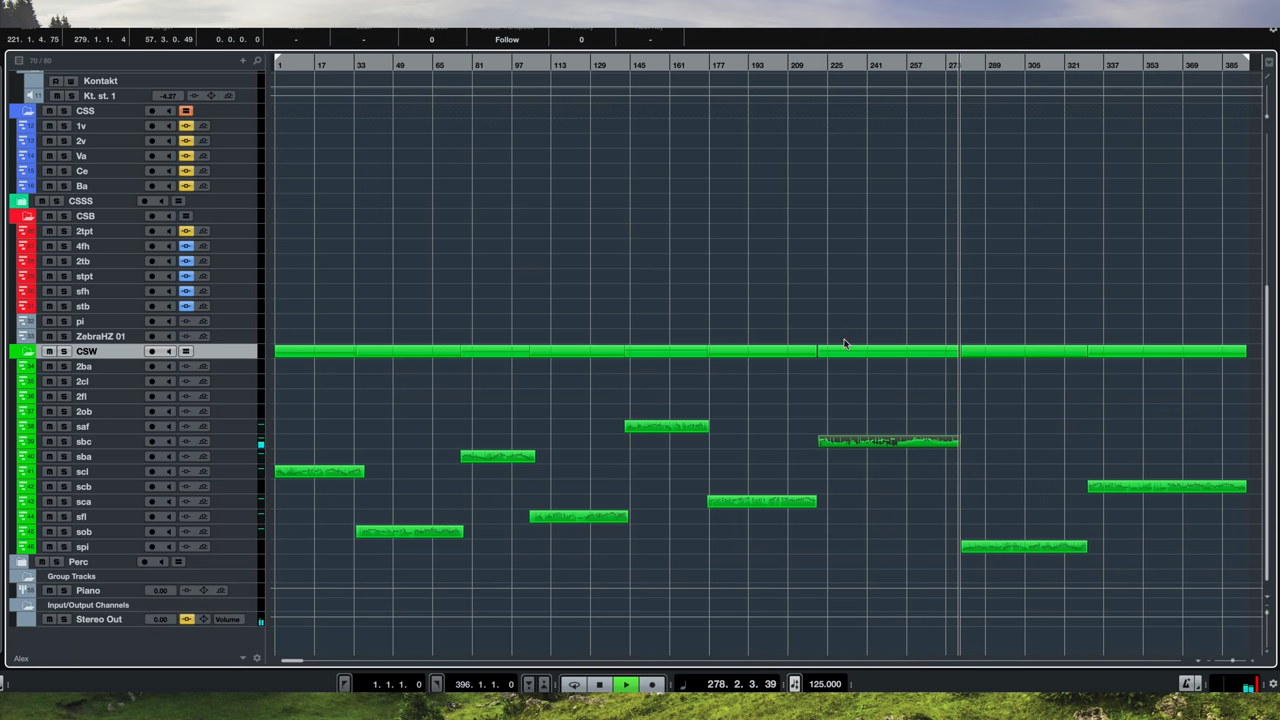 221. 1. 4. 75 279. 1. 1. 4 57. 3. 0. 49 0. 0. 0. 0 - - 0 Follow 0 -
70 / 80
1 17 33 49 65 81 97 113 129 145 161 177 193 209 225 241 257 273 289 305 321 337 353 369 385
R W Kontakt
11 Kt. st. 1 -4.27
M S CSS
M S 1v
M S 2v
M S Va
M S Ce
M S Ba
M S CSSS
M S CSB
M S 2tpt
M S 4fh
M S 2tb
M S stpt
M S sfh
M S stb
M S pi
M S ZebraHZ 01
M S CSW
M S 2ba
M S 2cl
M S 2fl
M S 2ob
M S saf
M S sbc
M S sba
M S scl
M S scb
M S sca
M S sfl
M S sob
M S spi
M S Perc
Group Tracks
M S Piano 0.00
Input/Output Channels
M S Stereo Out 0.00 Volume
Alex
1. 1. 1. 0 396. 1. 1. 0 278. 2. 3. 39 125.000